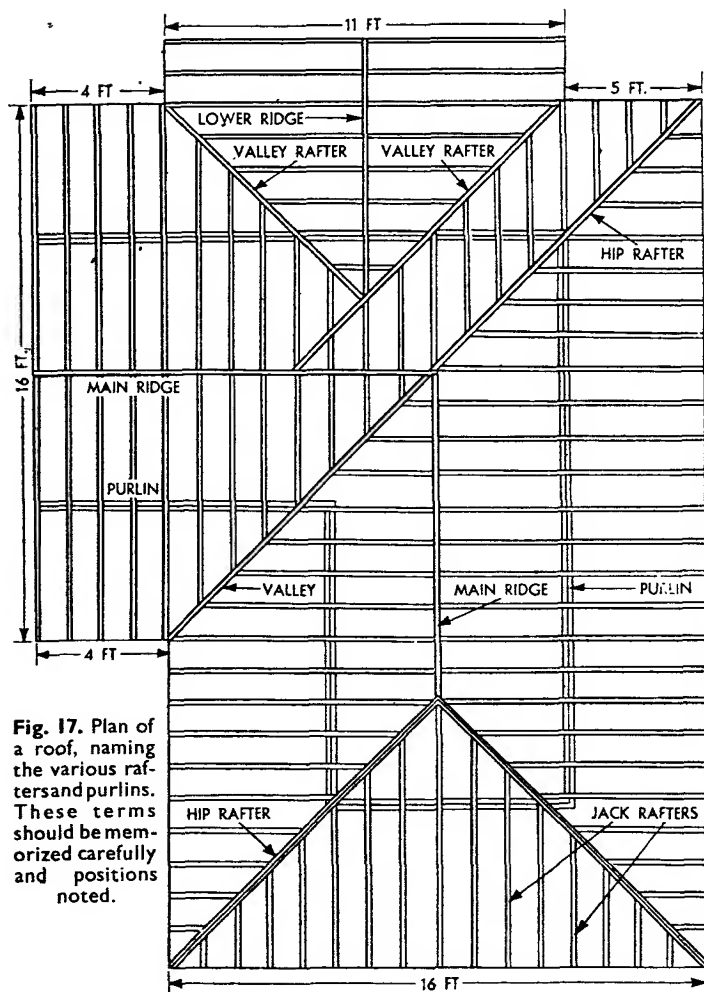 11 FT
4 FT
5 FT.
LOWER RIDGE
VALLEY RAFTER
VALLEY RAFTER
HIP RAFTER
16 FT.
MAIN RIDGE
PURLIN
VALLEY
MAIN RIDGE
PURLIN
4 FT
Fig. 17. Plan of
a roof, naming
the various raf-
ters and purlins.
These terms
should be mem-
orized carefully
and positions
noted.
HIP RAFTER
JACK RAFTERS
16 FT